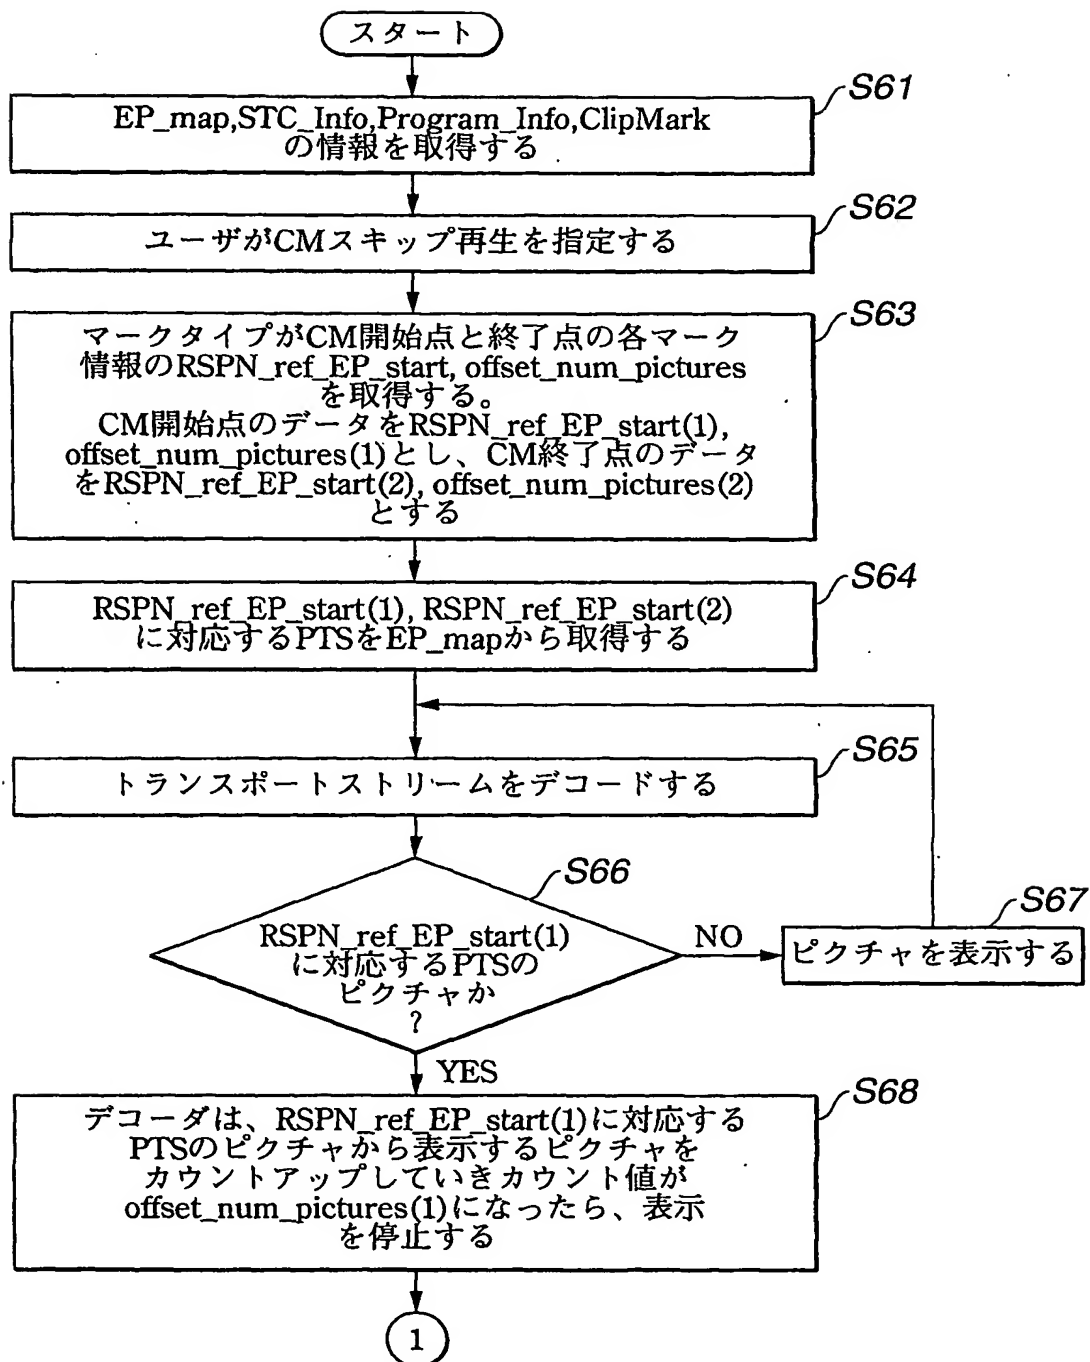 スタート
S61
EP_map,STC_Info,Program_Info,ClipMark
の情報を取得する
S62
ユーザがCMスキップ再生を指定する
S63
マークタイプがCM開始点と終了点の各マーク
情報のRSPN_ref_EP_start, offset_num_pictures
を取得する。
CM開始点のデータをRSPN_ref_EP_start(1),
offset_num_pictures(1)とし、CM終了点のデータ
をRSPN_ref_EP_start(2), offset_num_pictures(2)
とする
S64
RSPN_ref_EP_start(1), RSPN_ref_EP_start(2)
に対応するPTSをEP_mapから取得する
S65
トランスポートストリームをデコードする
S66
RSPN_ref_EP_start(1)
に対応するPTSの
ピクチャか
?
NO
S67
ピクチャを表示する
YES
S68
デコーダは、RSPN_ref_EP_start(1)に対応する
PTSのピクチャから表示するピクチャを
カウントアップしていきカウント値が
offset_num_pictures(1)になったら、表示
を停止する
1